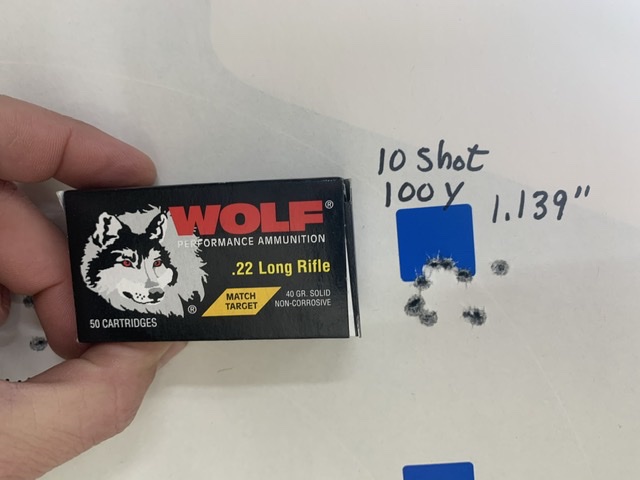 10 Shot
100 Y
1.139"
WOLF®
PERFORMANCE AMMUNITION
.22 Long Rifle
MATCH
TARGET
40 GR. SOLID
NON-CORROSIVE
®
50 CARTRIDGES